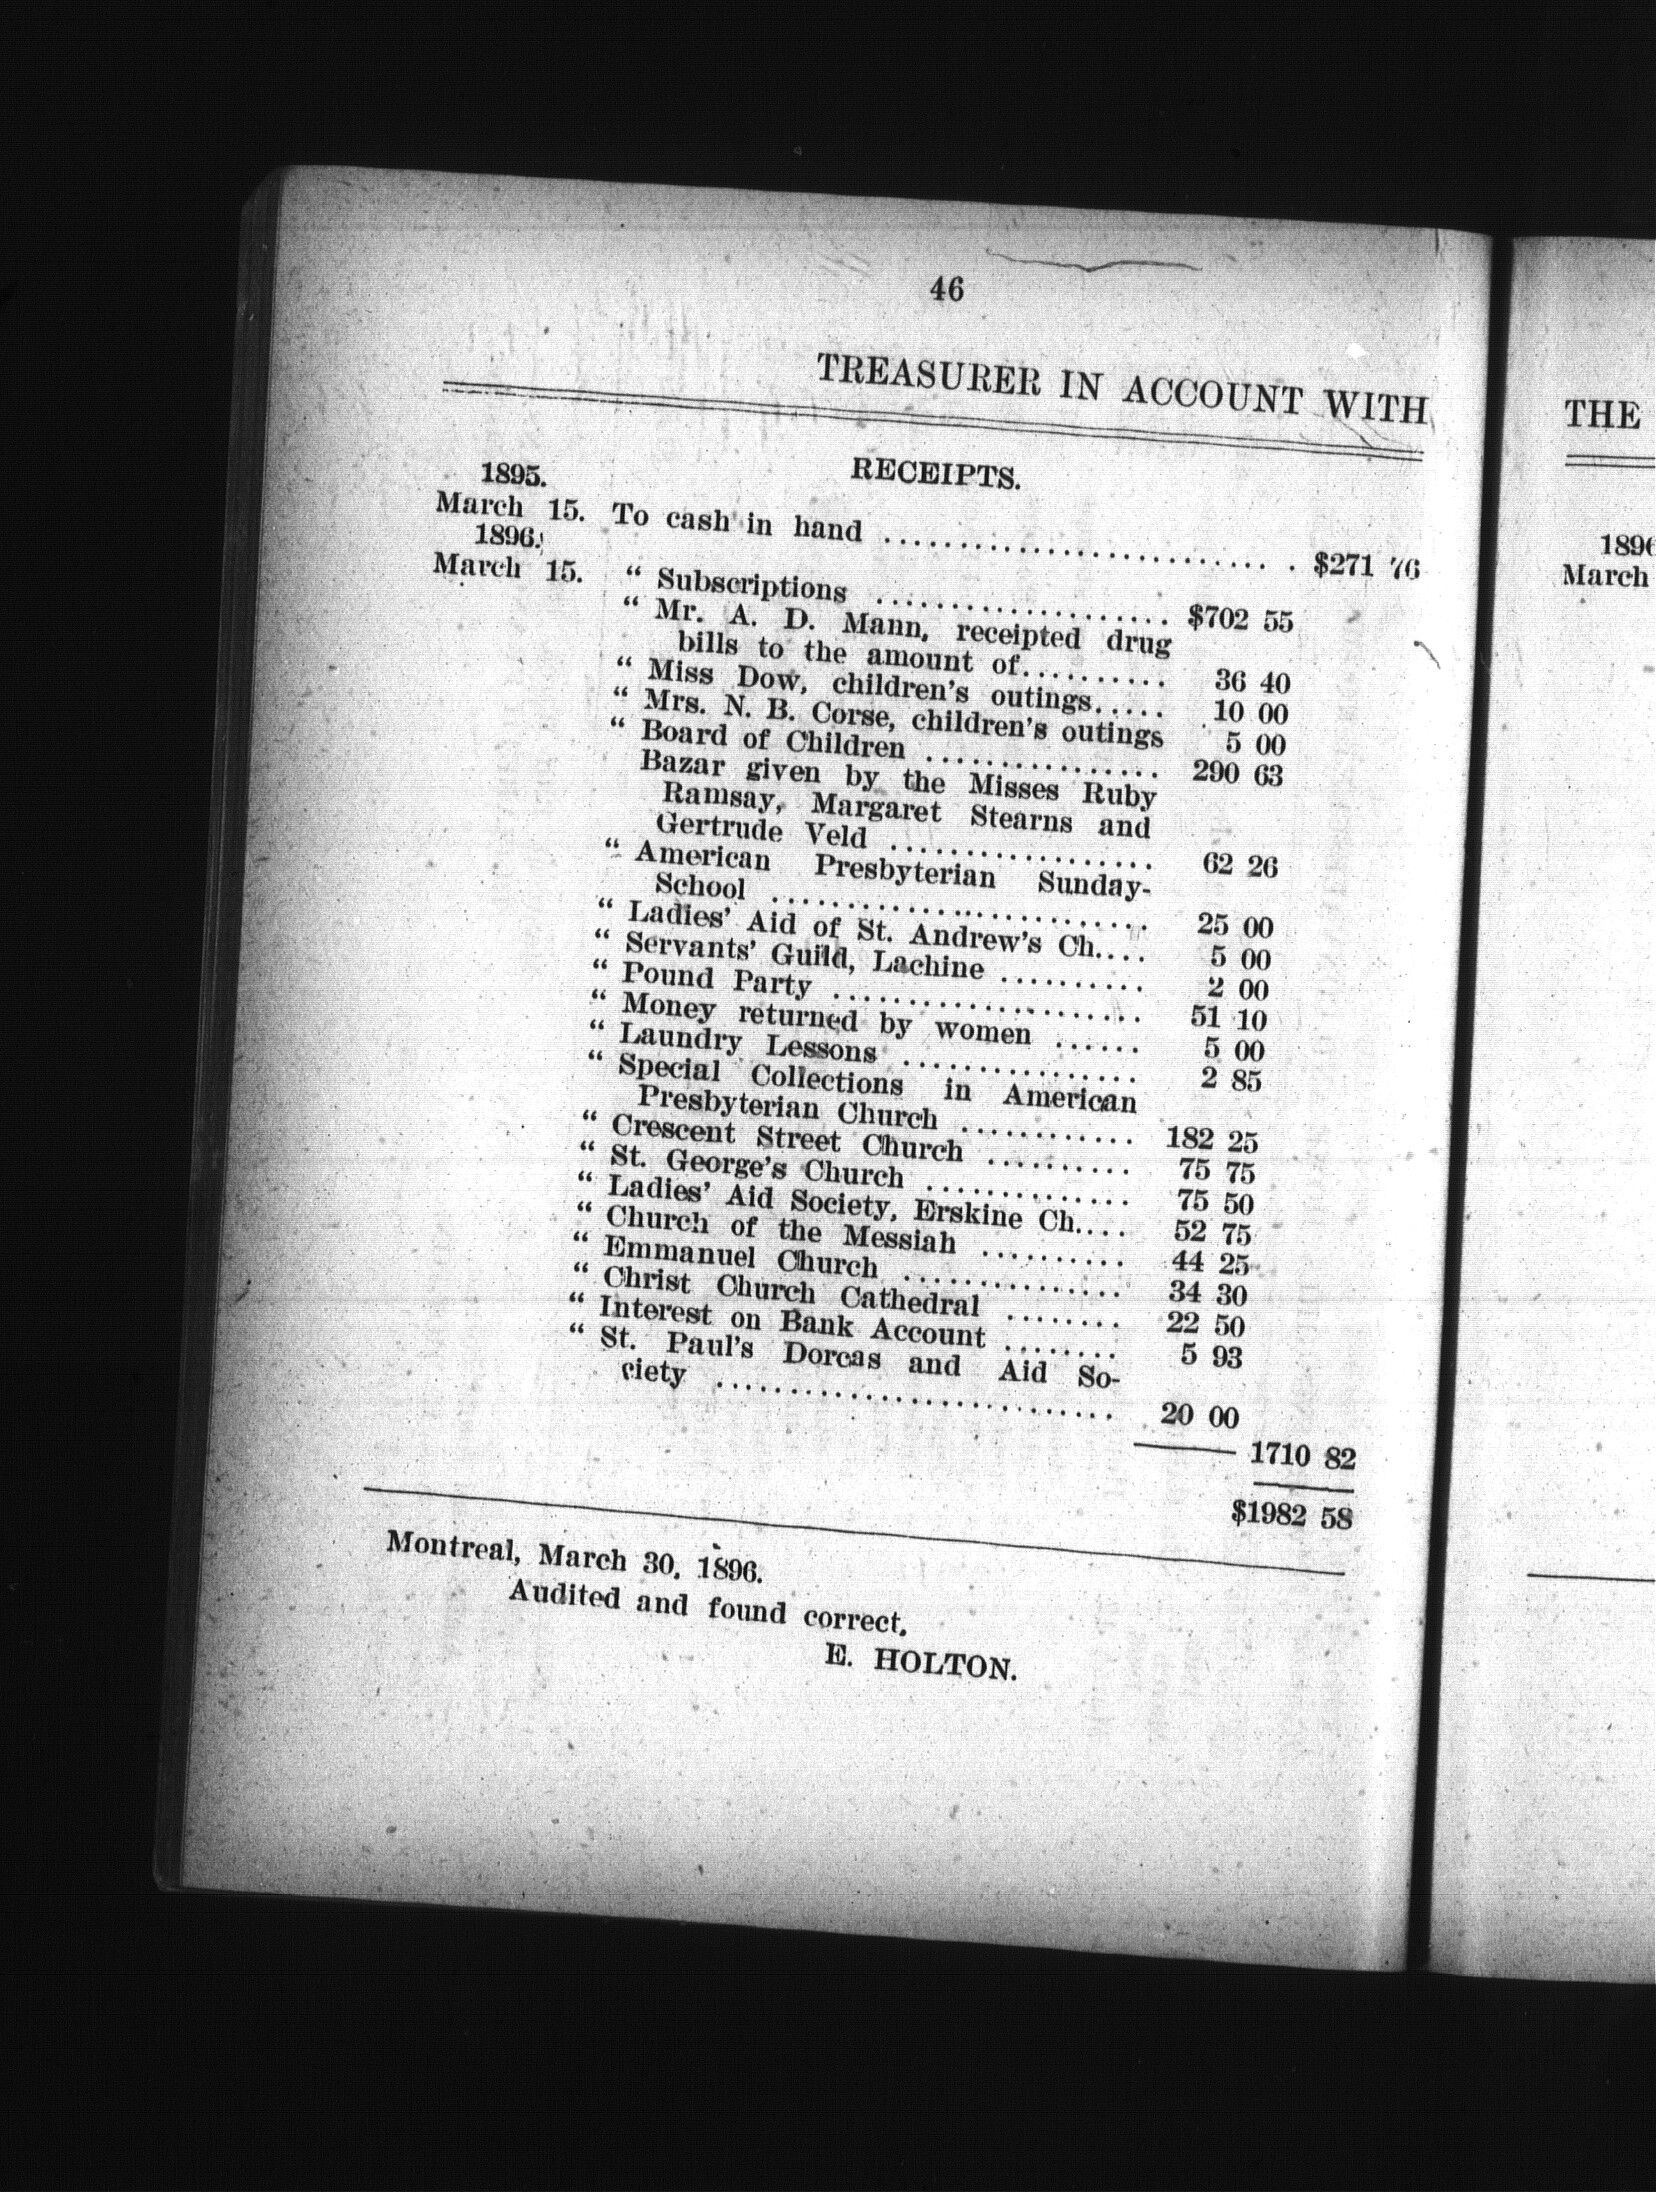 46
TREASURER IN ACCOUNT WITH
RECEIPTS.
1895.
March 15. To cash in hand ........................... $271 76
1896.
March 15. “ Subscriptions .................... $702 55
“ Mr. A. D. Mann, receipted drug
bills to the amount of.......... 36 40
“ Miss Dow, children's outings..... 10 00
“ Mrs. N. B. Corse, children's outings 5 00
“ Board of Children ................ 290 63
Bazar given by the Misses Ruby
Ramsay, Margaret Stearns and
Gertrude Veld .................. 62 26
“ American Presbyterian Sunday-
School ......................... 25 00
“ Ladies' Aid of St. Andrew's Ch.... 5 00
“ Servants' Guild, Lachine .......... 2 00
“ Pound Party ..................... 51 10
“ Money returned by women ...... 5 00
“ Laundry Lessons ................ 2 85
“ Special Collections in American
Presbyterian Church ............ 182 25
“ Crescent Street Church .......... 75 75
“ St. George's Church .............. 75 50
“ Ladies' Aid Society, Erskine Ch.... 52 75
“ Church of the Messiah .......... 44 25
“ Emmanuel Church ............... 34 30
“ Christ Church Cathedral ........ 22 50
“ Interest on Bank Account ........ 5 93
“ St. Paul's Dorcas and Aid So-
ciety ........................... 20 00
1710 82
$1982 58
Montreal, March 30, 1896.
Audited and found correct.
E. HOLTON.
THE
March